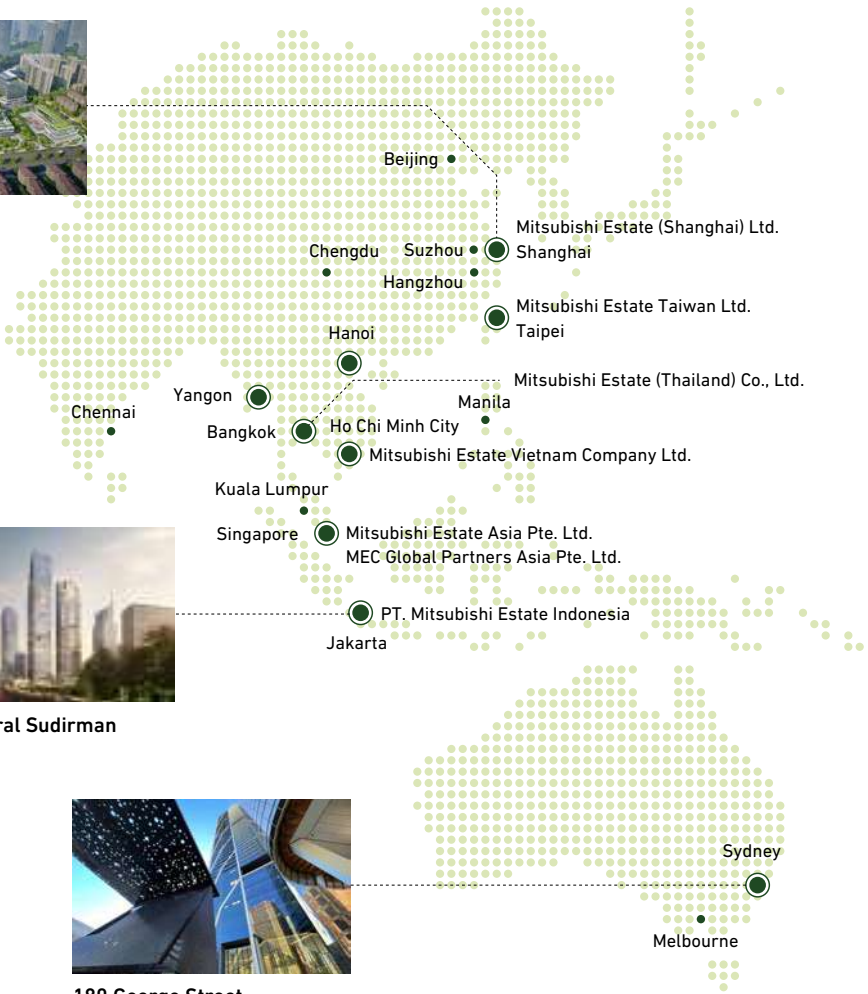 Beijing
Mitsubishi Estate (Shanghai) Ltd.
Chengdu
Suzhou
Shanghai
Hangzhou
Mitsubishi Estate Taiwan Ltd.
Taipei
Hanoi
Mitsubishi Estate (Thailand) Co., Ltd.
Yangon
Manila
Chennai
Bangkok
Ho Chi Minh City
Mitsubishi Estate Vietnam Company Ltd.
Kuala Lumpur
Singapore
Mitsubishi Estate Asia Pte. Ltd.
MEC Global Partners Asia Pte. Ltd.
PT. Mitsubishi Estate Indonesia
Jakarta
Sudirman
Sydney
Melbourne
George Street